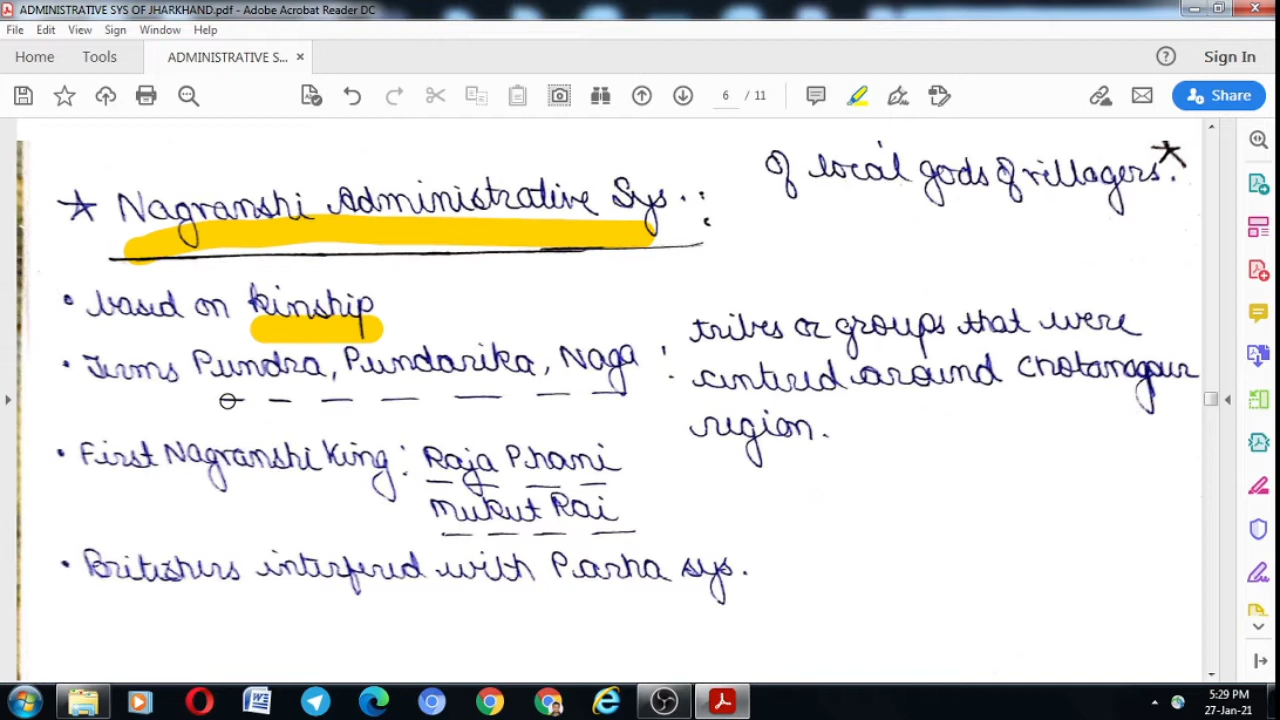 ADMINISTRATIVE SYS OF JHARKHAND.pdf - Adobe Acrobat Reader DC
File Edit View Sign Window Help
Home Tools ADMINISTRATIVE S... × Sign In
6 / 11 Share
of local gods of villagers.
Nagvanshi Administrative Sys. :
• based on kinship
• Terms Pundra, Pundarika, Naga : tribes or groups that were
centered around Chotanagpur
region.
• First Nagvanshi King : Raja Phani
Mukut Rai
• Britishers interfered with Parha sys.
5:29 PM
27-Jan-21